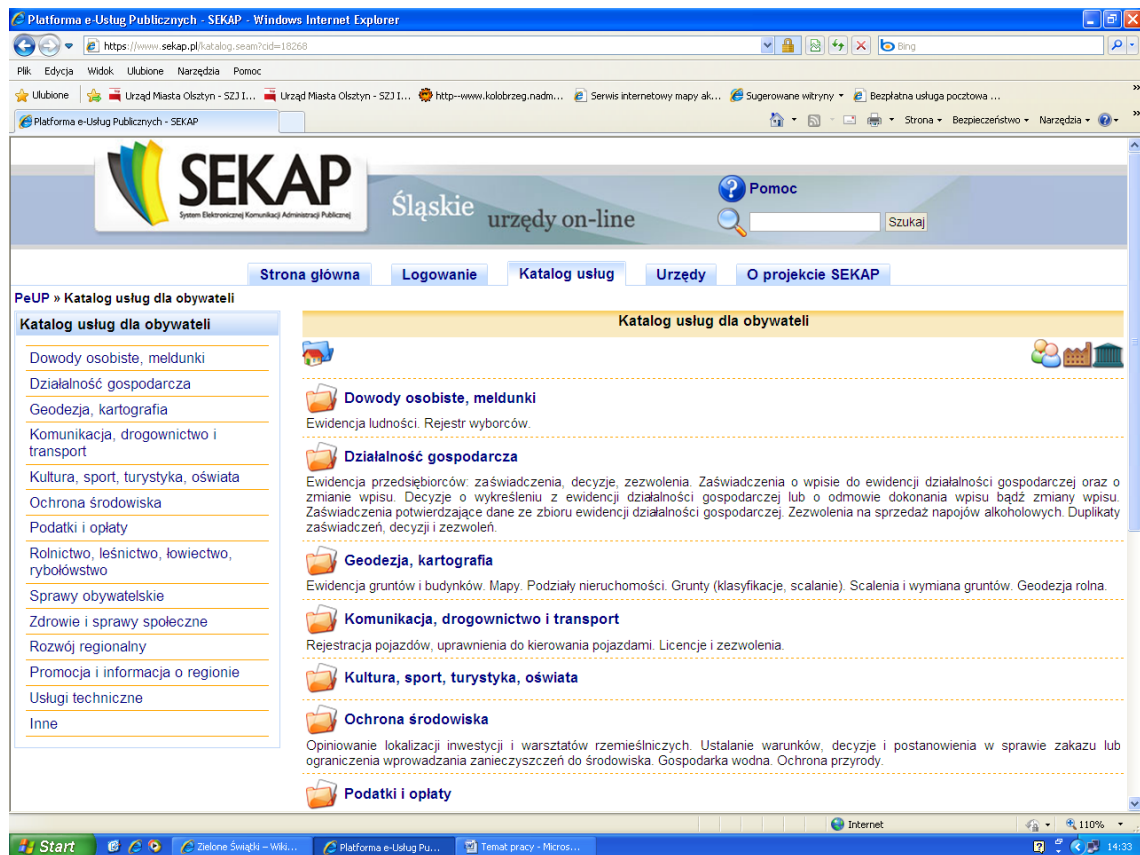 Platforma e-Usług Publicznych - SEKAP - Windows Internet Explorer
https://www.sekap.pl/katalog.seam?cid=18268
Bing
Plik Edycja Widok Ulubione Narzędzia Pomoc
Ulubione Urząd Miasta Olsztyn - SZJ I... Urząd Miasta Olsztyn - SZJ I... http--www.kolobrzeg.nadm... Serwis internetowy mapy ak... Sugerowane witryny Bezpłatna usługa pocztowa ...
Platforma e-Usług Publicznych - SEKAP
Strona Bezpieczeństwo Narzędzia
SEKAP
System Elektronicznej Komunikacji Administracji Publicznej
Śląskie urzędy on-line
Pomoc
Szukaj
Strona główna Logowanie Katalog usług Urzędy O projekcie SEKAP
PeUP » Katalog usług dla obywateli
Katalog usług dla obywateli
Dowody osobiste, meldunki
Działalność gospodarcza
Geodezja, kartografia
Komunikacja, drogownictwo i
transport
Kultura, sport, turystyka, oświata
Ochrona środowiska
Podatki i opłaty
Rolnictwo, leśnictwo, łowiectwo,
rybołówstwo
Sprawy obywatelskie
Zdrowie i sprawy społeczne
Rozwój regionalny
Promocja i informacja o regionie
Usługi techniczne
Inne
Katalog usług dla obywateli
Dowody osobiste, meldunki
Ewidencja ludności. Rejestr wyborców.
Działalność gospodarcza
Ewidencja przedsiębiorców: zaświadczenia, decyzje, zezwolenia. Zaświadczenia o wpisie do ewidencji działalności gospodarczej oraz o
zmianie wpisu. Decyzje o wykreśleniu z ewidencji działalności gospodarczej lub o odmowie dokonania wpisu bądź zmiany wpisu.
Zaświadczenia potwierdzające dane ze zbioru ewidencji działalności gospodarczej. Zezwolenia na sprzedaż napojów alkoholowych. Duplikaty
zaświadczeń, decyzji i zezwoleń.
Geodezja, kartografia
Ewidencja gruntów i budynków. Mapy. Podziały nieruchomości. Grunty (klasyfikacje, scalanie). Scalenia i wymiana gruntów. Geodezja rolna.
Komunikacja, drogownictwo i transport
Rejestracja pojazdów, uprawnienia do kierowania pojazdami. Licencje i zezwolenia.
Kultura, sport, turystyka, oświata
Ochrona środowiska
Opiniowanie lokalizacji inwestycji i warsztatów rzemieślniczych. Ustalanie warunków, decyzje i postanowienia w sprawie zakazu lub
ograniczenia wprowadzania zanieczyszczeń do środowiska. Gospodarka wodna. Ochrona przyrody.
Podatki i opłaty
Internet 110%
Start Zielone Świątki – Wiki... Platforma e-Usług Pu... Temat pracy - Micros... 14:33